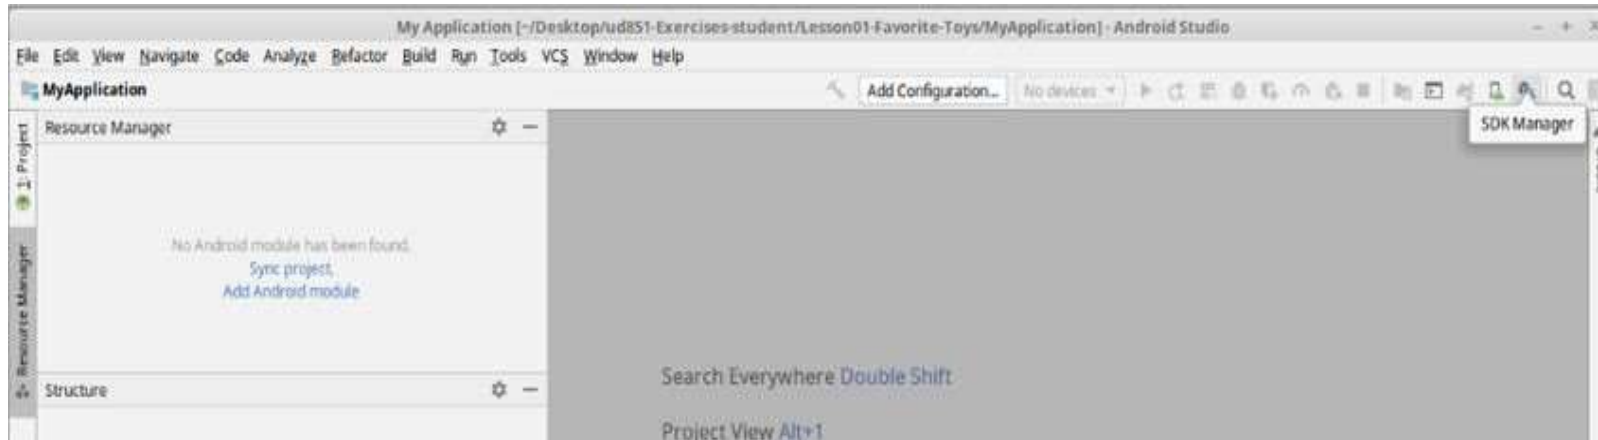 My Application [~/Desktop/ud851-Exercises-student/Lesson01-Favorite-Toys/MyApplication] - Android Studio
File Edit View Navigate Code Analyze Refactor Build Run Tools VCS Window Help
MyApplication
Add Configuration...
No devices
SDK Manager
1: Project
Resource Manager
No Android module has been found.
Sync project,
Add Android module
Resource Manager
Structure
Search Everywhere Double Shift
Project View Alt+1